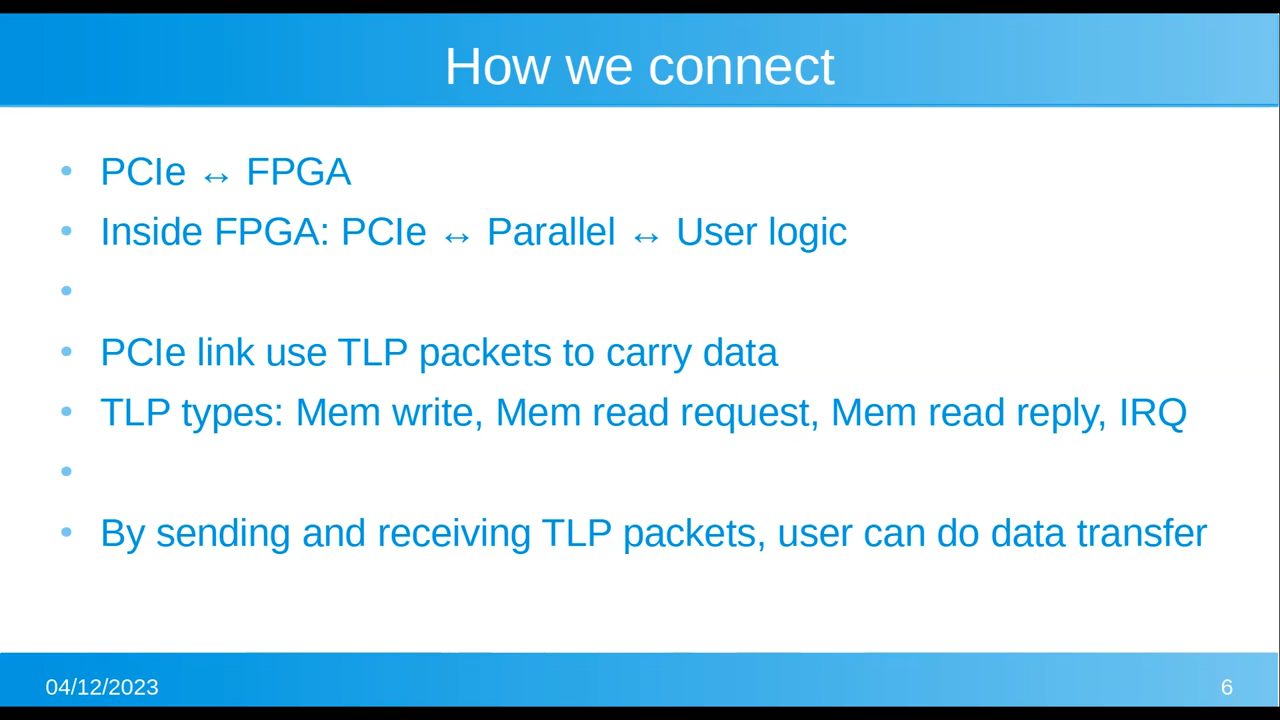 How we connect
• PCIe ↔ FPGA
• Inside FPGA: PCIe ↔ Parallel ↔ User logic
•
• PCIe link use TLP packets to carry data
• TLP types: Mem write, Mem read request, Mem read reply, IRQ
•
• By sending and receiving TLP packets, user can do data transfer
04/12/2023
6